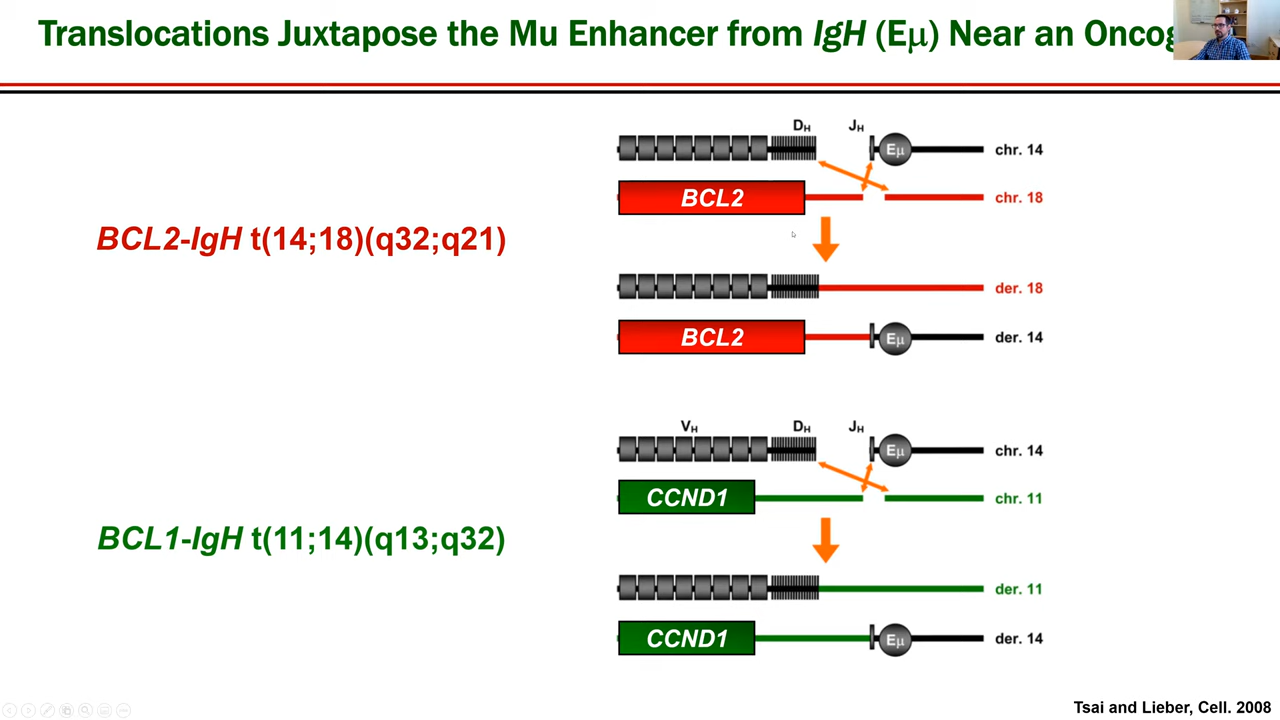 Translocations Juxtapose the Mu Enhancer from IgH (Eμ) Near an
DH JH
Eμ chr. 14
BCL2 chr. 18
BCL2-IgH t(14;18)(q32;q21)
der. 18
BCL2 Eμ der. 14
VH DH JH
Eμ chr. 14
CCND1 chr. 11
BCL1-IgH t(11;14)(q13;q32)
der. 11
CCND1 Eμ der. 14
Tsai and Lieber, Cell. 2008